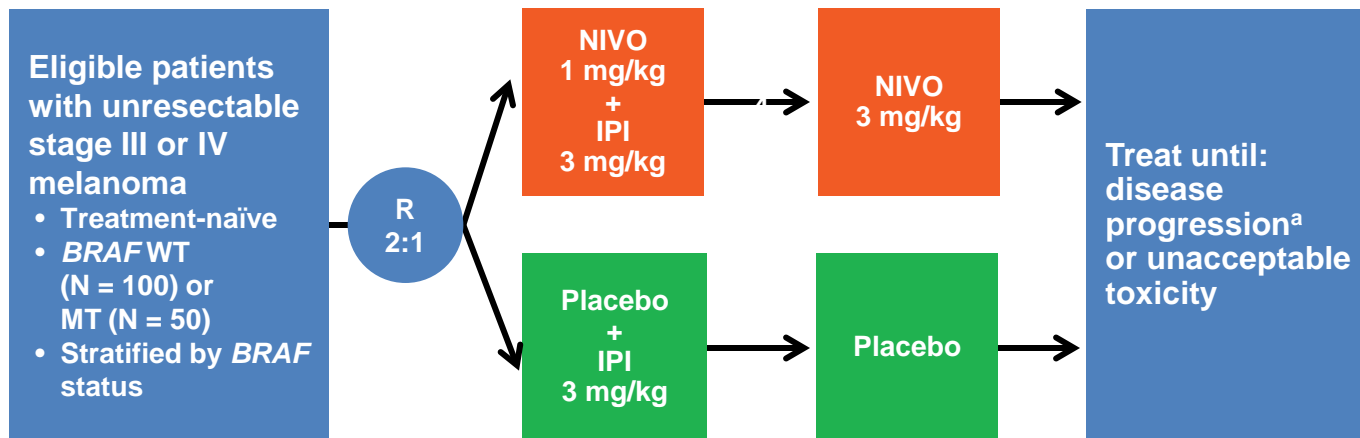 Eligible patients
with unresectable
stage III or IV
melanoma
• Treatment-naïve
• BRAF WT
(N = 100) or
MT (N = 50)
• Stratified by BRAF
status
R
2:1
NIVO
1 mg/kg
+
IPI
3 mg/kg
NIVO
3 mg/kg
Placebo
+
IPI
3 mg/kg
Placebo
Treat until:
disease
progressionᵃ
or unacceptable
toxicity